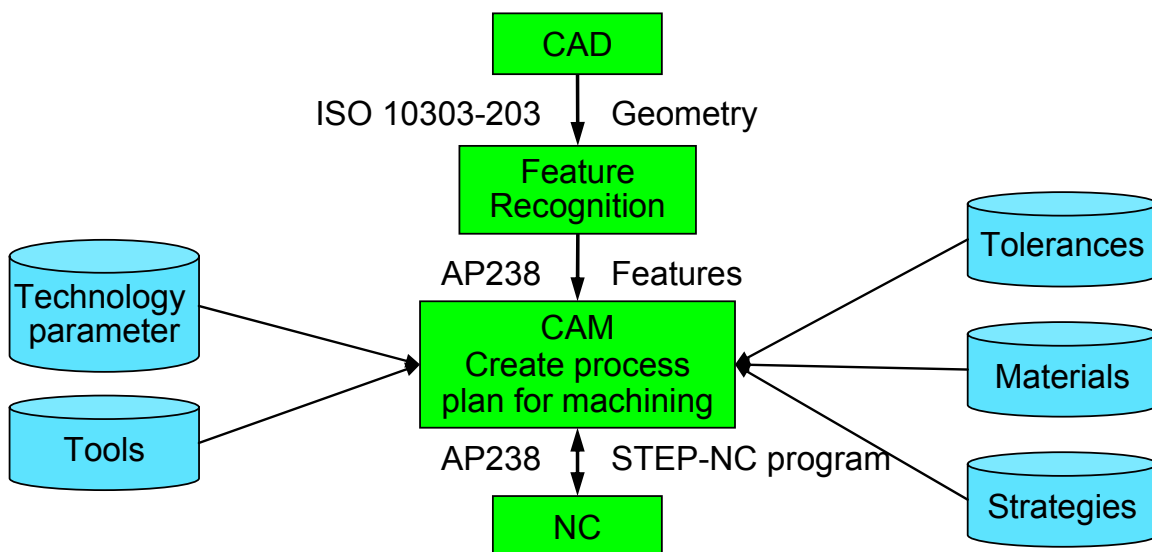 CAD
ISO 10303-203 Geometry
Feature
Recognition
AP238 Features
Technology
parameter
Tools
CAM
Create process
plan for machining
Tolerances
Materials
Strategies
AP238 STEP-NC program
NC